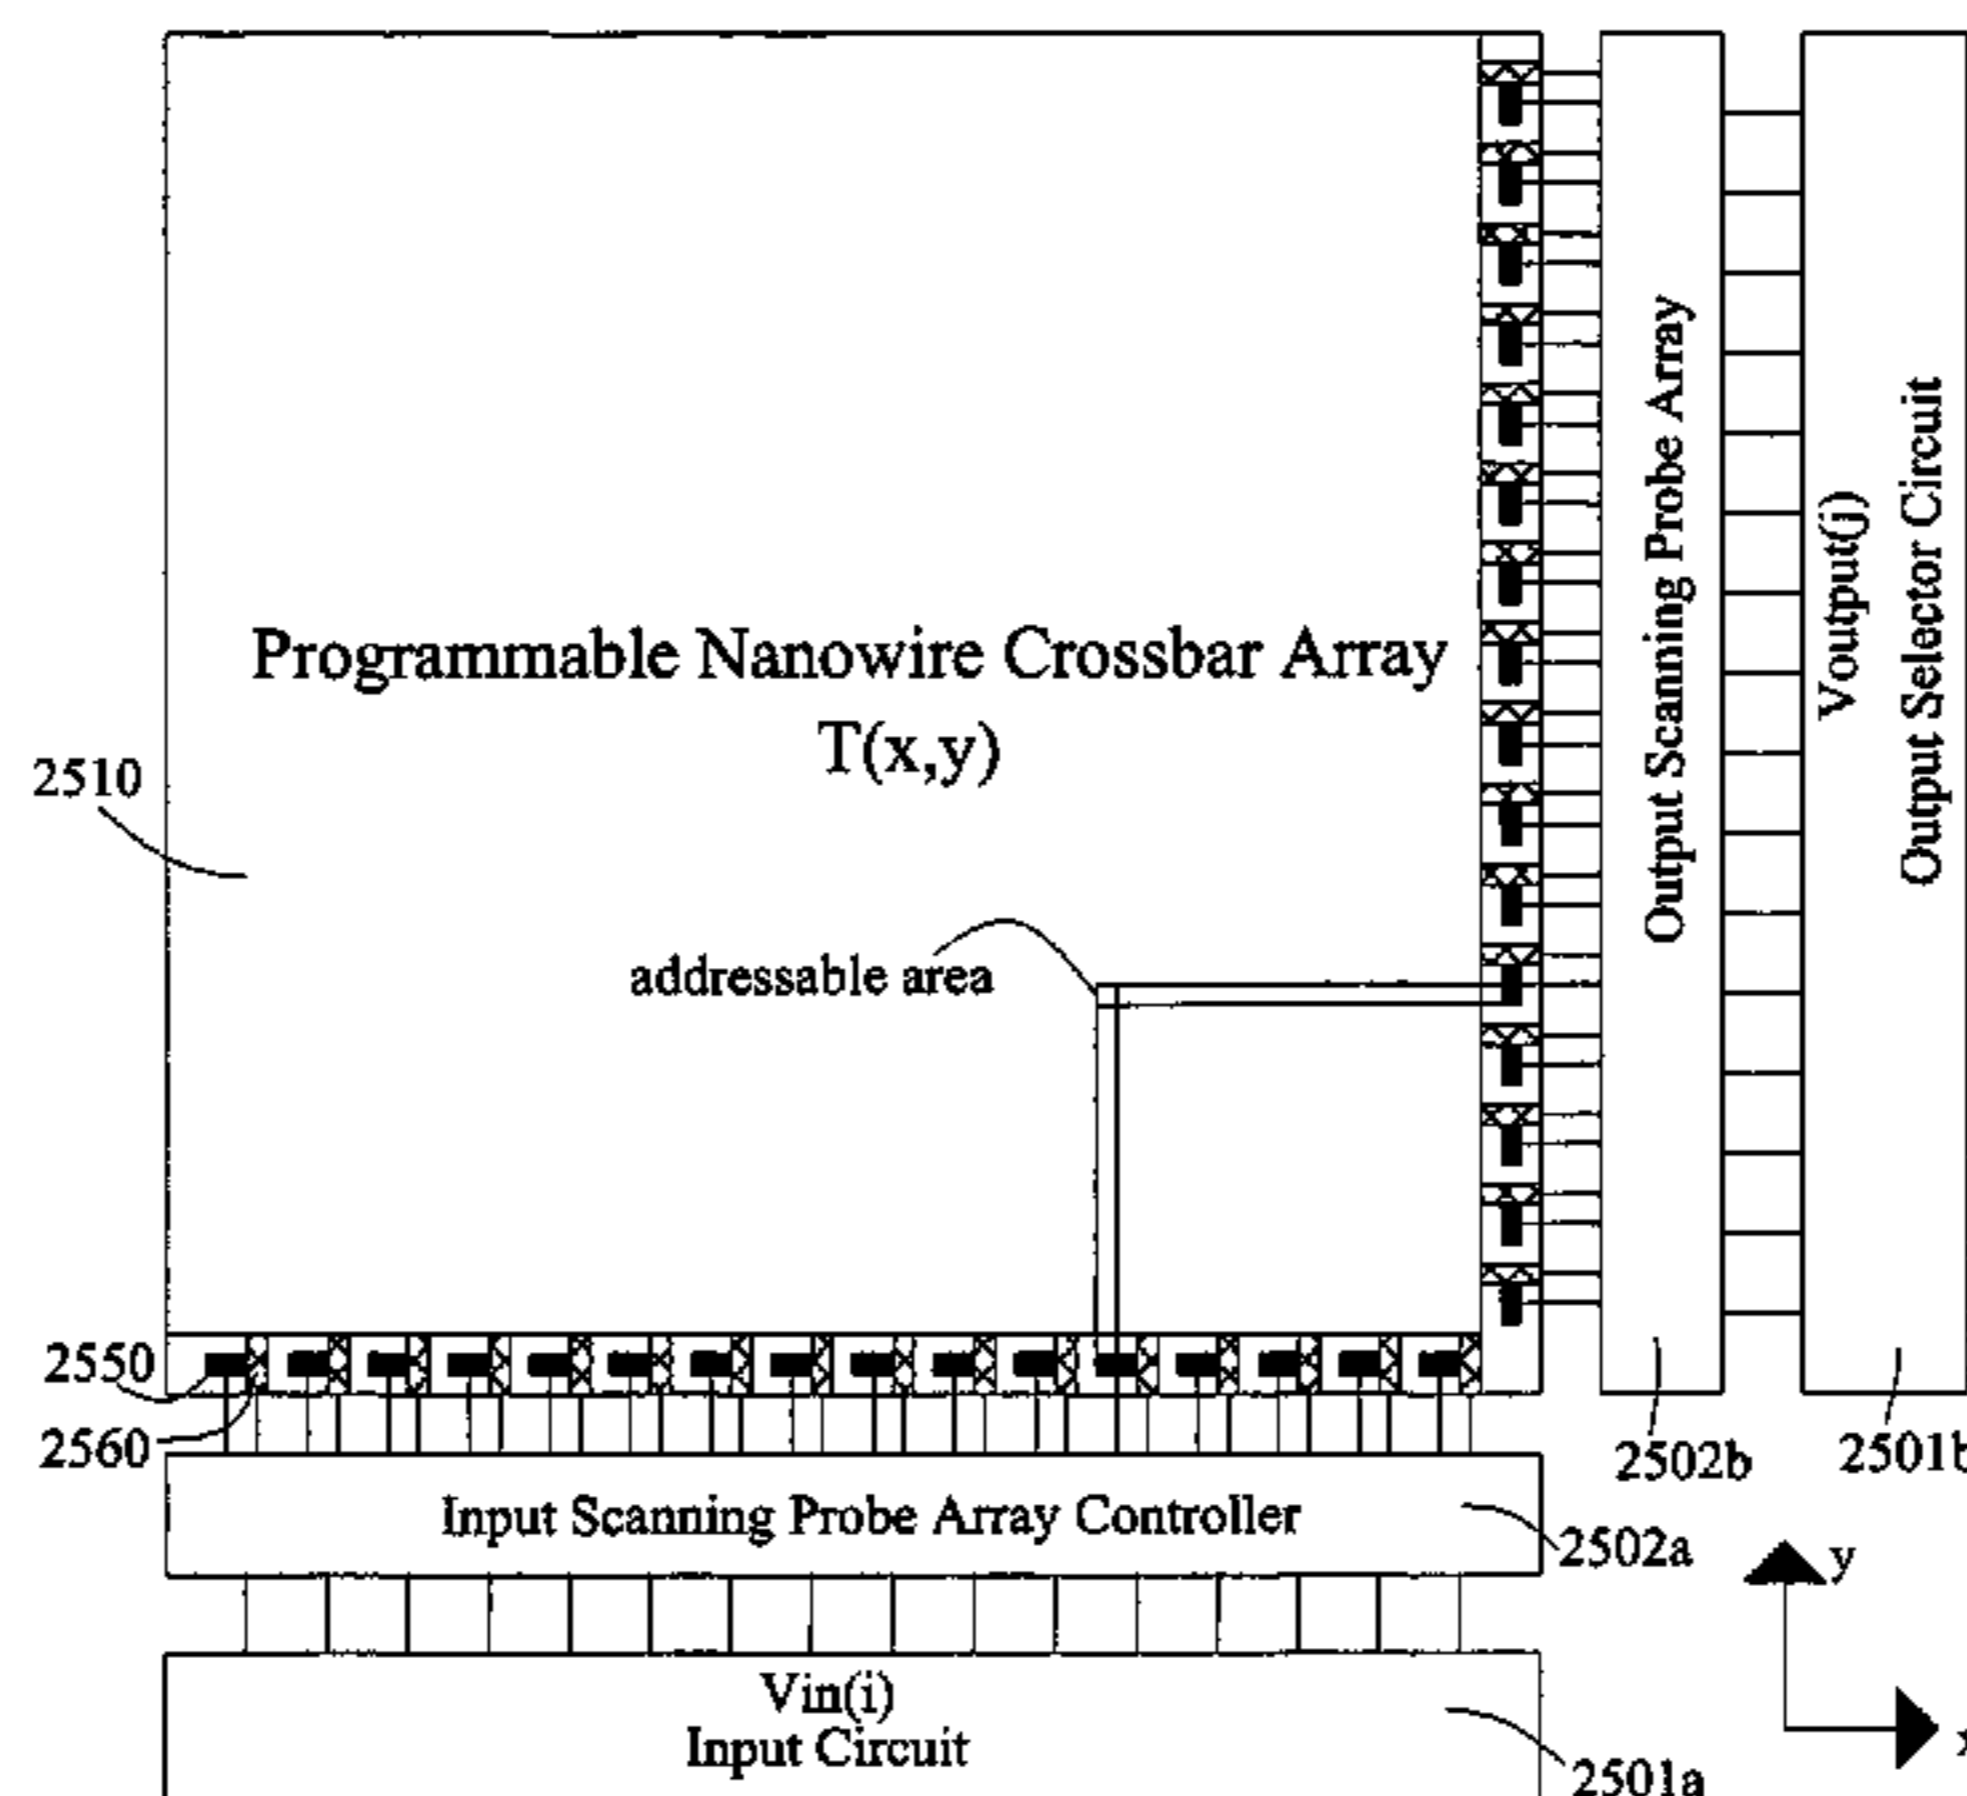 Programmable Nanowire Crossbar Array
T(x,y)
2510
addressable area
Output Scanning Probe Array
Voutput(j)
Output Selector Circuit
2550
2560
2502b
2501b
Input Scanning Probe Array Controller
2502a
y
x
Vin(i)
Input Circuit
2501a